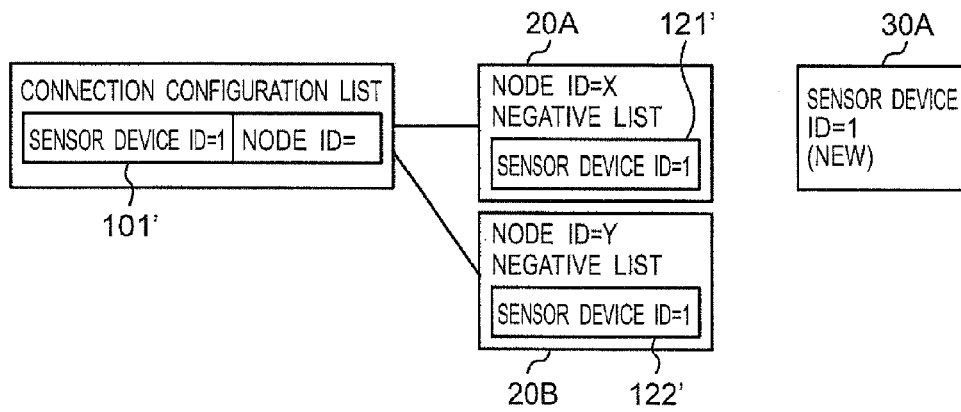 20A
121'
30A
CONNECTION CONFIGURATION LIST
SENSOR DEVICE ID=1
NODE ID=
101'
NODE ID=X
NEGATIVE LIST
SENSOR DEVICE ID=1
SENSOR DEVICE
ID=1
(NEW)
NODE ID=Y
NEGATIVE LIST
SENSOR DEVICE ID=1
20B
122'